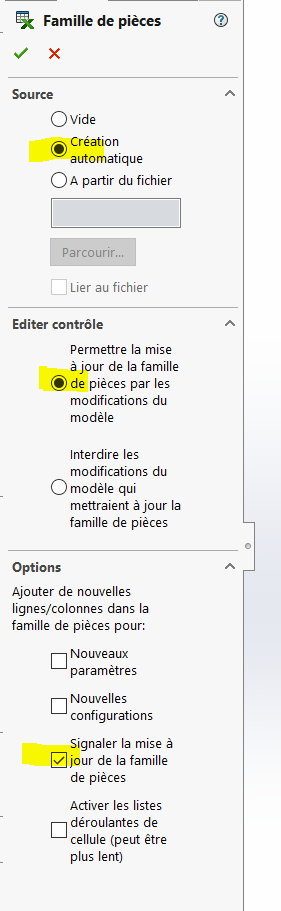 Famille de pièces
Source
Vide
Création
automatique
A partir du fichier
Parcourir...
Lier au fichier
Editer contrôle
Permettre la mise
à jour de la famille
de pièces par les
modifications du
modèle
Interdire les
modifications du
modèle qui
mettraient à jour la
famille de pièces
Options
Ajouter de nouvelles
lignes/colonnes dans la
famille de pièces pour:
Nouveaux
paramètres
Nouvelles
configurations
Signaler la mise à
jour de la famille
de pièces
Activer les listes
déroulantes de
cellule (peut être
plus lent)